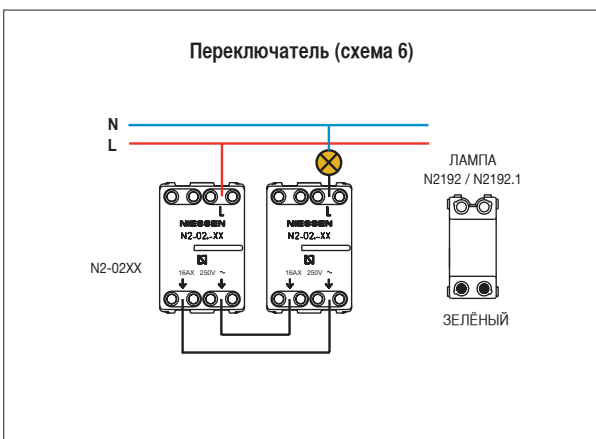 Переключатель (схема 6)
N
L
ЛАМПА
N2192 / N2192.1
L
L
NIESSEN
NIESSEN
N2-02.-XX
N2-02.-XX
N2-02XX
16AX 250V ~
16AX 250V ~
ЗЕЛЁНЫЙ